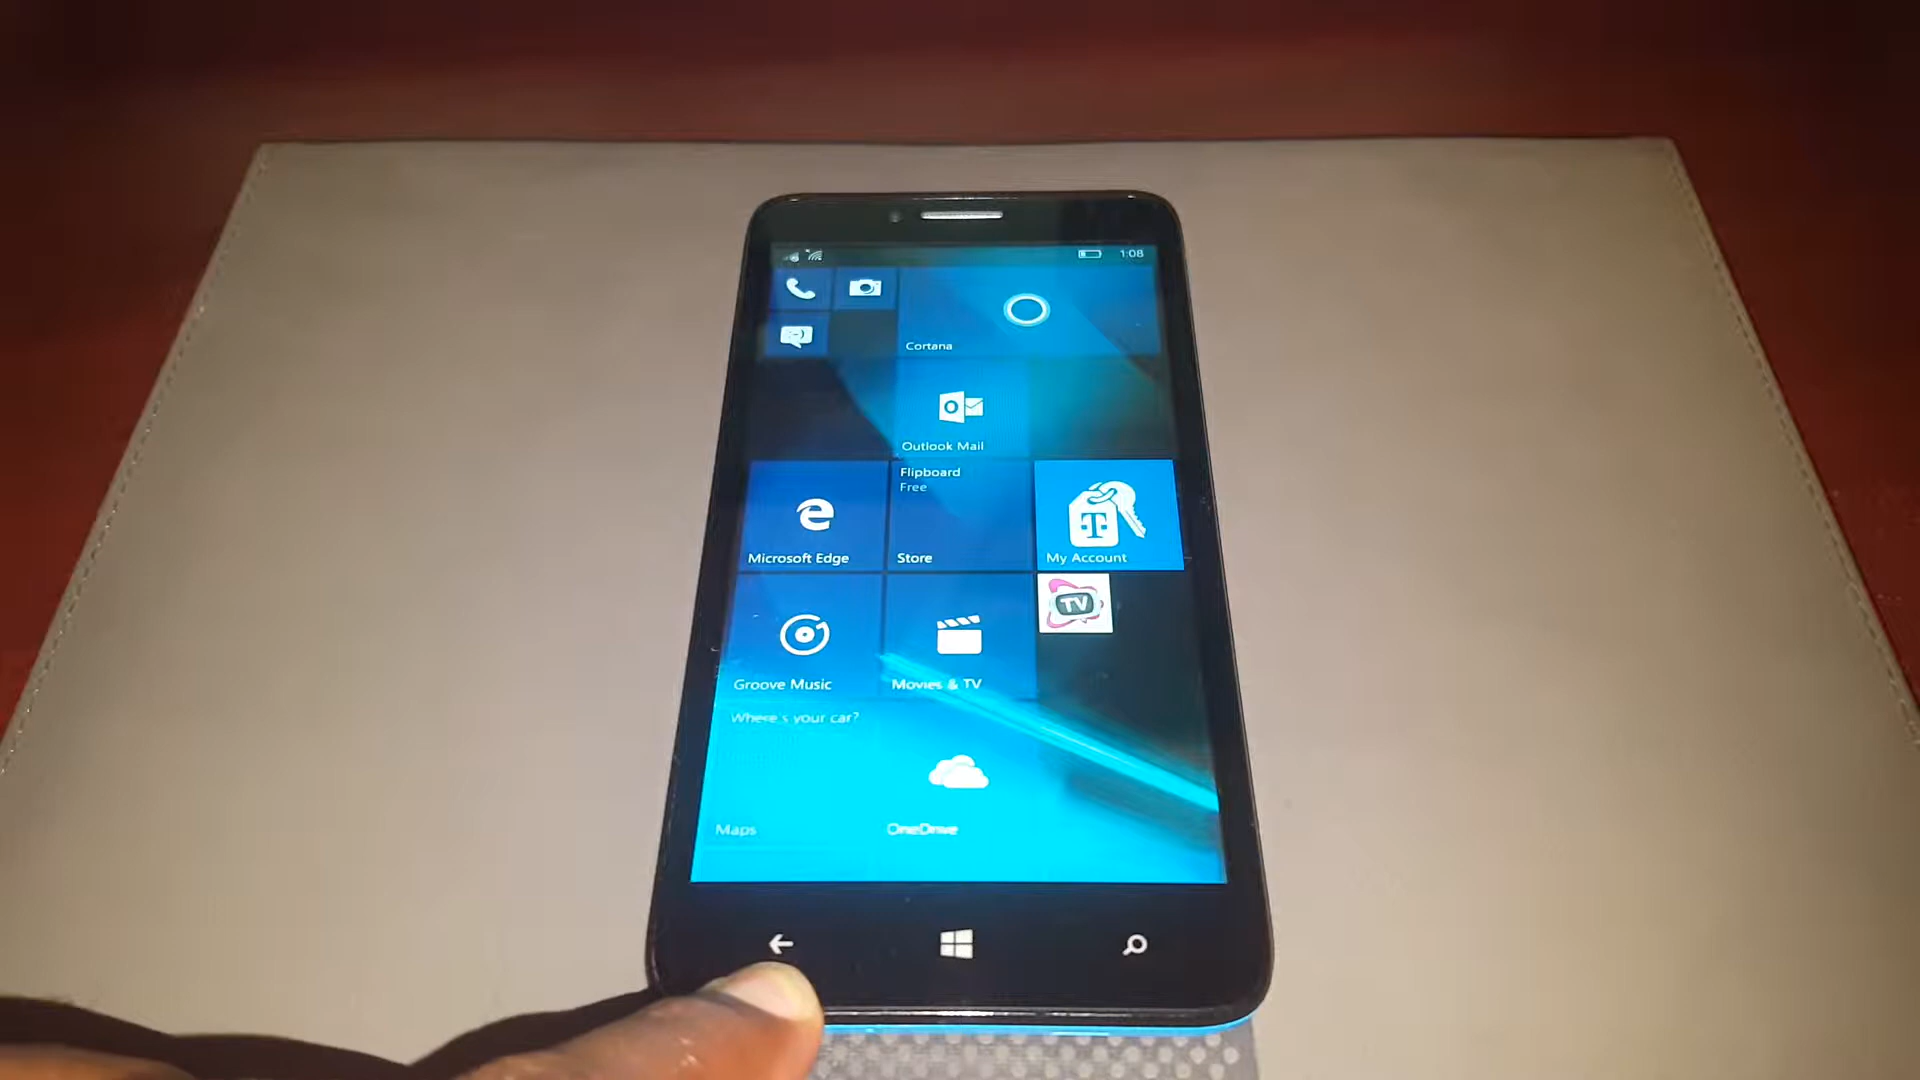 1:08
Cortana
Outlook Mail
Flipboard
Free
Microsoft Edge
Store
T
My Account
TV
Groove Music
Movies & TV
Where's your car?
Maps
OneDrive